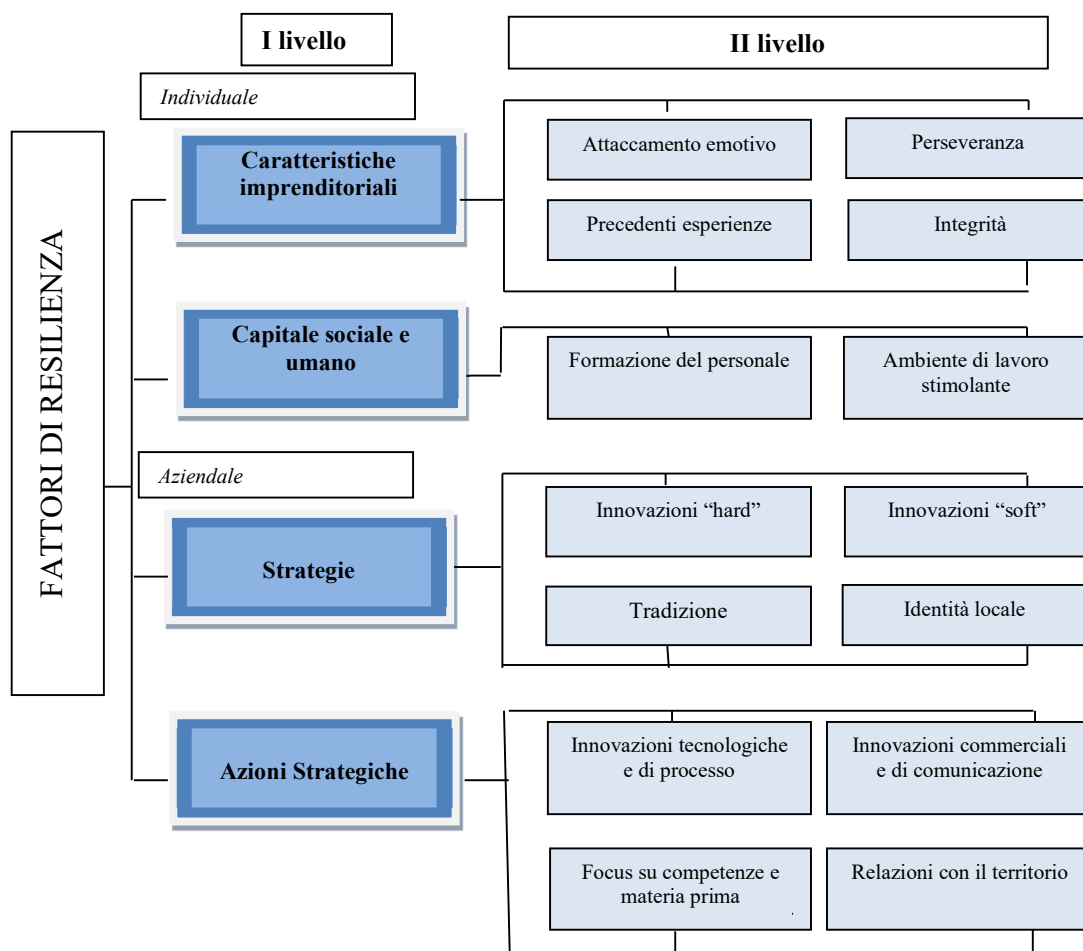 I livello
II livello
Individuale
FATTORI DI RESILIENZA
Caratteristiche
imprenditoriali
Attaccamento emotivo
Perseveranza
Precedenti esperienze
Integrità
Capitale sociale e
umano
Formazione del personale
Ambiente di lavoro
stimolante
Aziendale
Strategie
Innovazioni “hard”
Innovazioni “soft”
Tradizione
Identità locale
Azioni Strategiche
Innovazioni tecnologiche
e di processo
Innovazioni commerciali
e di comunicazione
Focus su competenze e
materia prima
Relazioni con il territorio